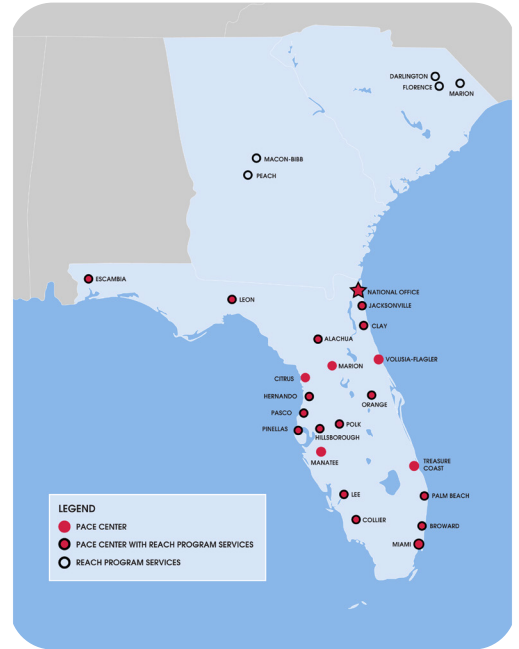 DARLINGTON
FLORENCE
MARION
MACON-BIBB
PEACH
ESCAMBIA
LEON
NATIONAL OFFICE
JACKSONVILLE
CLAY
ALACHUA
VOLUSIA-FLAGLER
MARION
CITRUS
HERNANDO
ORANGE
PASCO
POLK
PINELLAS
HILLSBOROUGH
MANATEE
TREASURE
COAST
LEE
PALM BEACH
COLLIER
BROWARD
MIAMI
LEGEND
PACE CENTER
PACE CENTER WITH REACH PROGRAM SERVICES
REACH PROGRAM SERVICES